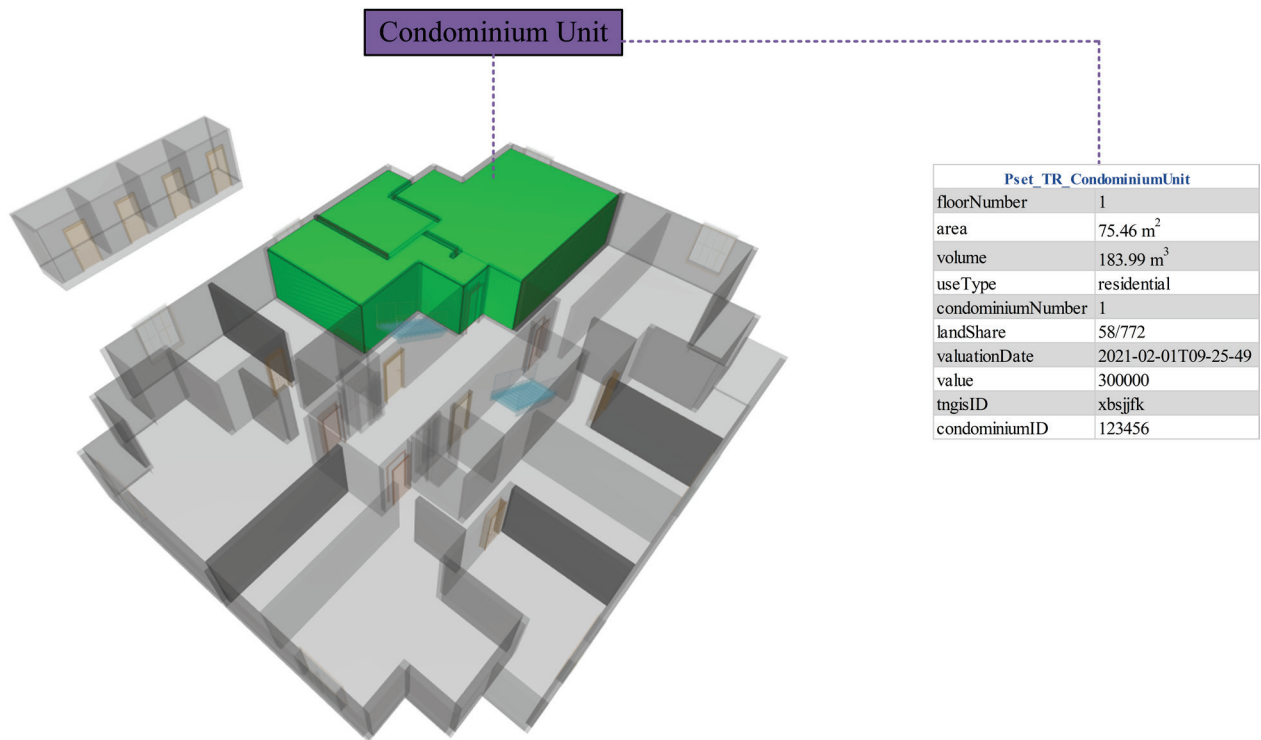 Condominium Unit
Pset_TR_CondominiumUnit
floorNumber 1
area 75.46 m²
volume 183.99 m³
useType residential
condominiumNumber 1
landShare 58/772
valuationDate 2021-02-01T09-25-49
value 300000
tngisID xbsjjfk
condominiumID 123456